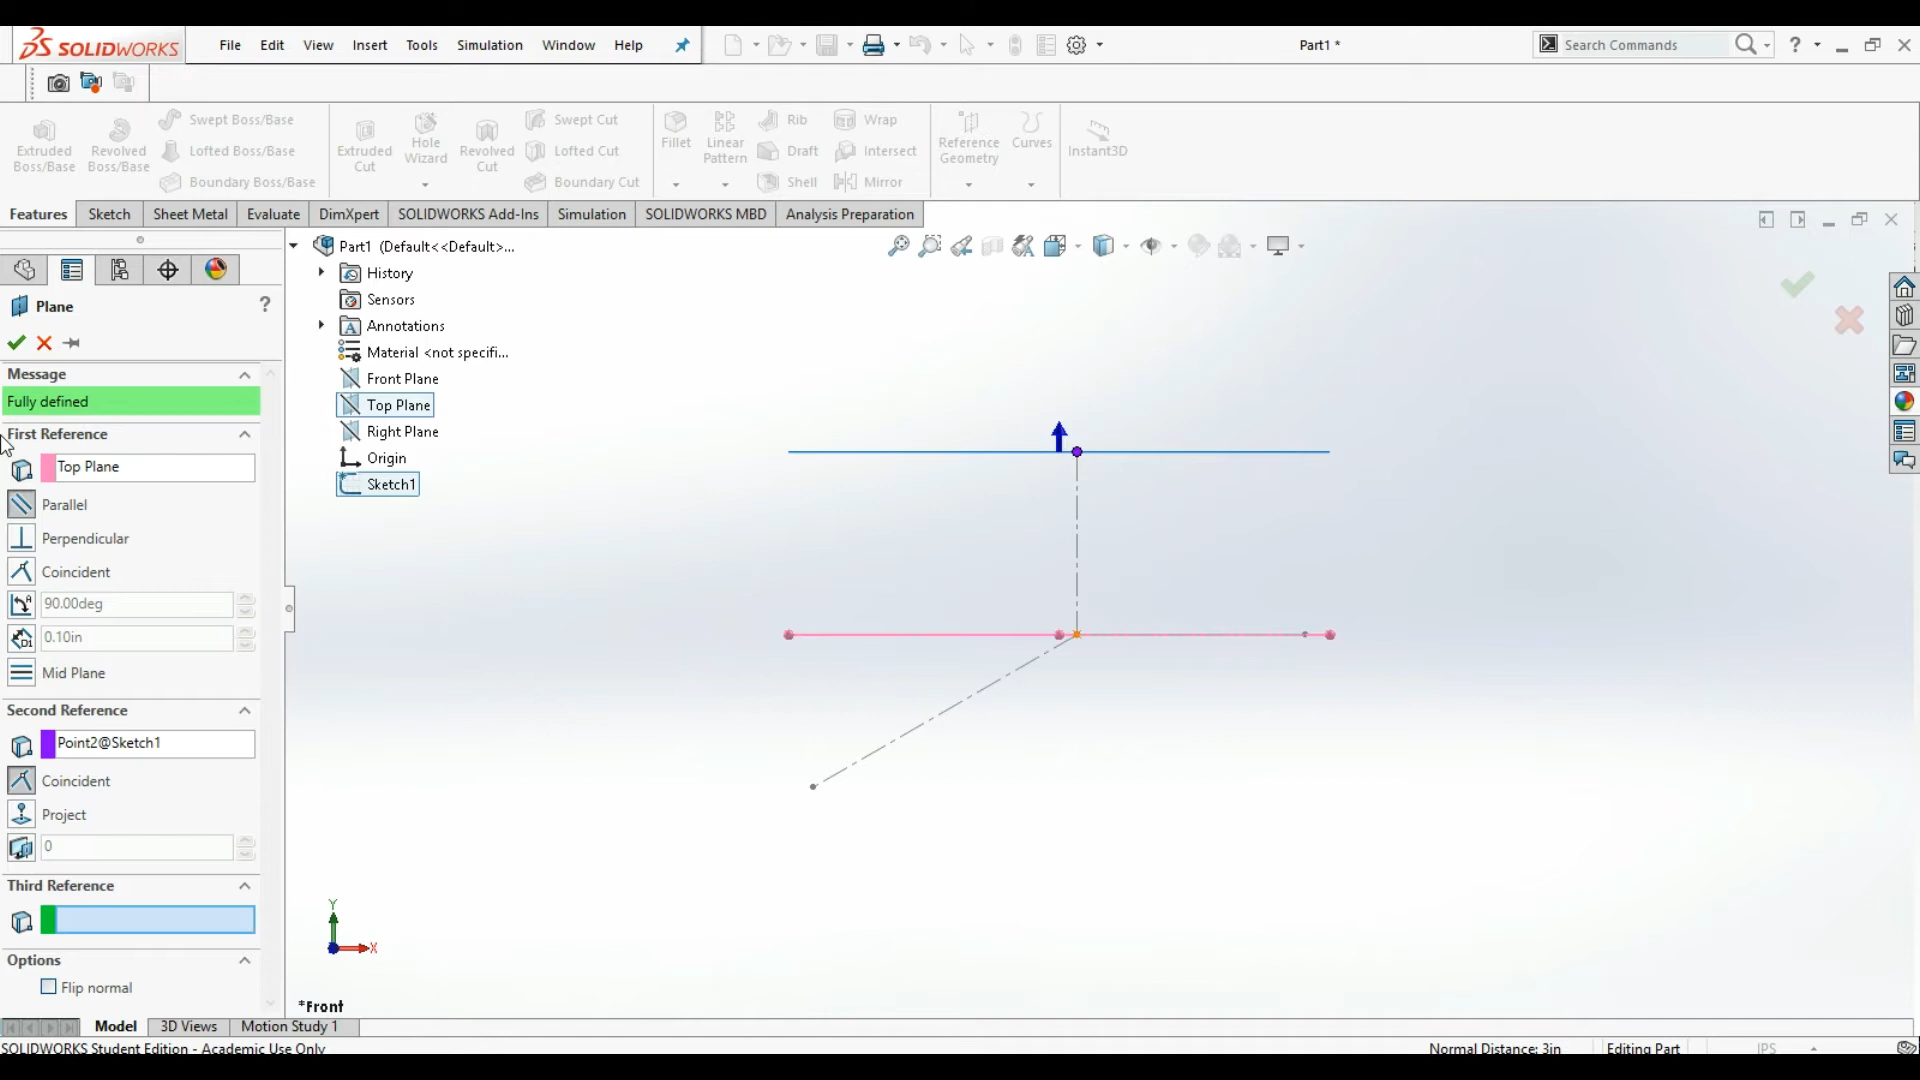 SOLIDWORKS File Edit View Insert Tools Simulation Window Help Part1 * Search Commands ?
Extruded Boss/Base
Revolved Boss/Base
Swept Boss/Base
Lofted Boss/Base
Boundary Boss/Base
Extruded Cut
Hole Wizard
Revolved Cut
Swept Cut
Lofted Cut
Boundary Cut
Fillet
Linear Pattern
Rib
Draft
Shell
Wrap
Intersect
Mirror
Reference Geometry
Curves
Instant3D
Features Sketch Sheet Metal Evaluate DimXpert SOLIDWORKS Add-Ins Simulation SOLIDWORKS MBD Analysis Preparation
Plane ?
Message
Fully defined
First Reference
Top Plane
Parallel
Perpendicular
Coincident
90.00deg
0.10in
Mid Plane
Second Reference
Point2@Sketch1
Coincident
Project
0
Third Reference
Options
Flip normal
Part1 (Default<<Default>...
History
Sensors
A Annotations
Material <not specifi...
Front Plane
Top Plane
Right Plane
Origin
Sketch1
Y
X
*Front
Model 3D Views Motion Study 1
SOLIDWORKS Student Edition - Academic Use Only Normal Distance: 3in Editing Part IPS